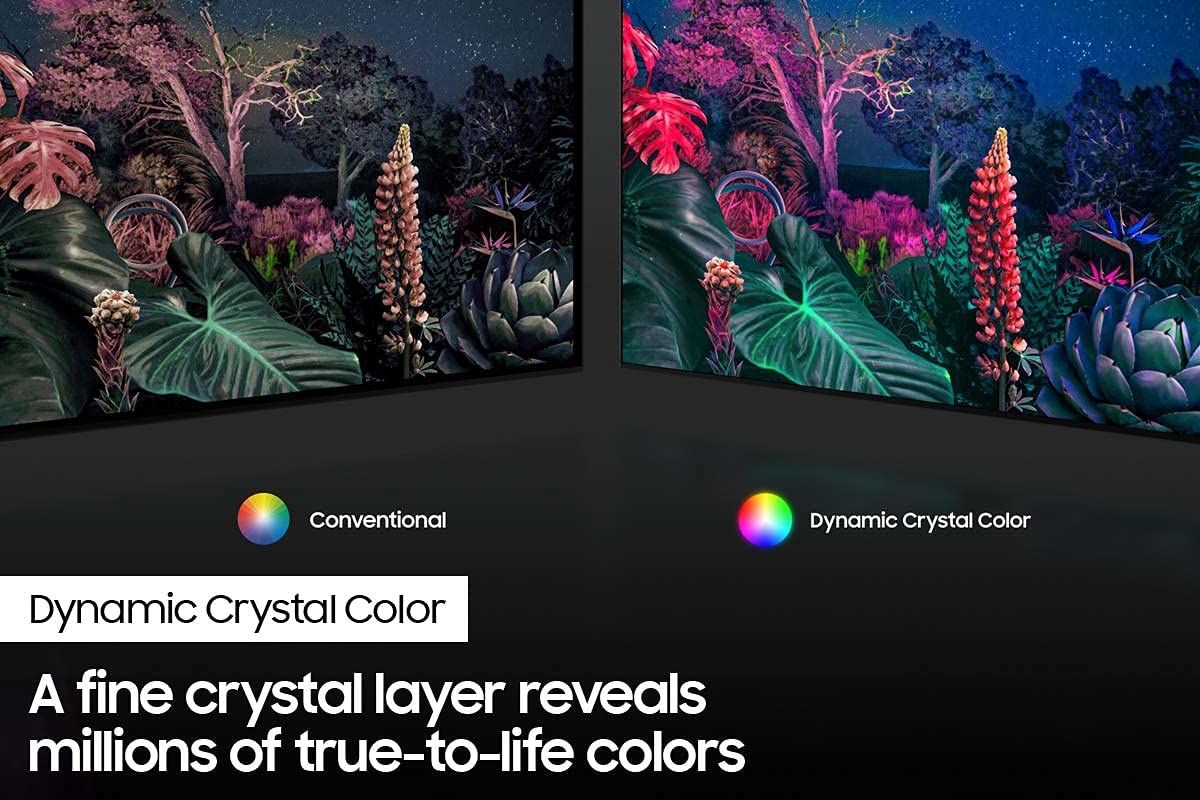 Conventional
Dynamic Crystal Color
Dynamic Crystal Color
A fine crystal layer reveals
millions of true-to-life colors